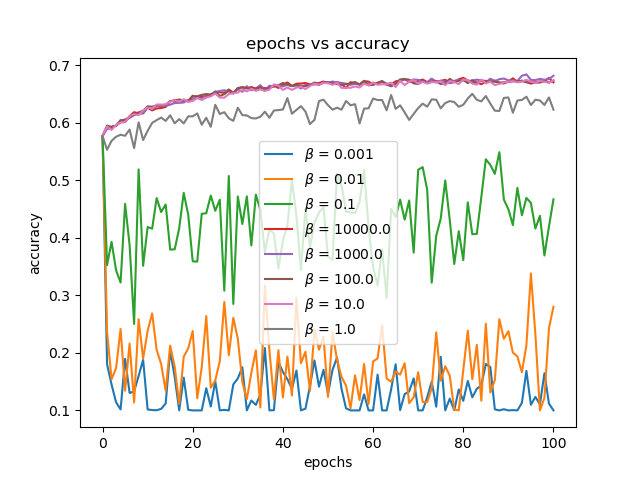 epochs vs accuracy
accuracy
0.7
0.6
0.5
0.4
0.3
0.2
0.1
β = 0.001
β = 0.01
β = 0.1
β = 10000.0
β = 1000.0
β = 100.0
β = 10.0
β = 1.0
0 20 40 60 80 100
epochs